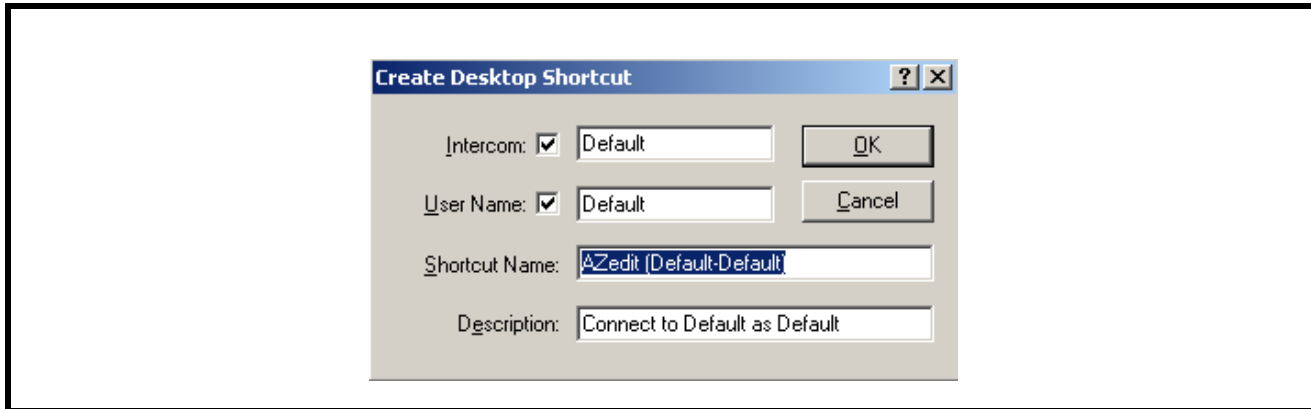 Create Desktop Shortcut
Intercom: Default OK
User Name: Default Cancel
Shortcut Name: AZedit (Default-Default)
Description: Connect to Default as Default